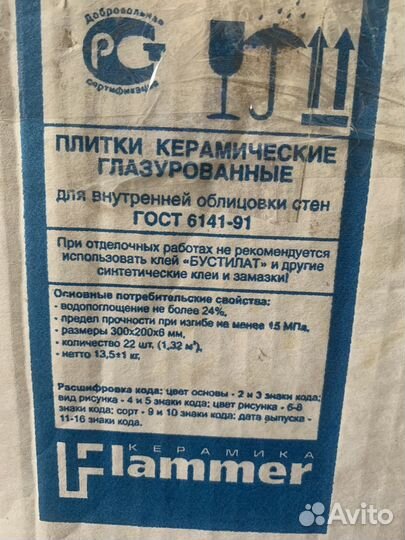 Добровольная
РСТ
сертификация
ПЛИТКИ КЕРАМИЧЕСКИЕ
ГЛАЗУРОВАННЫЕ
для внутренней облицовки стен
ГОСТ 6141-91
При отделочных работах не рекомендуется
использовать клей «БУСТИЛАТ» и другие
синтетические клеи и замазки!
Основные потребительские свойства:
- водопоглощение не более 24%,
- предел прочности при изгибе не менее 15 МПа,
- размеры 300х200х6 мм,
- количество 22 шт. (1,32 м²),
- нетто 13,5±1 кг.
Расшифровка кода: цвет основы - 2 и 3 знаки кода;
вид рисунка - 4 и 5 знаки кода; цвет рисунка - 6-8
знаки кода; сорт - 9 и 10 знаки кода; дата выпуска -
11-16 знаки кода.
КЕРАМИКА
Flammer
Avito